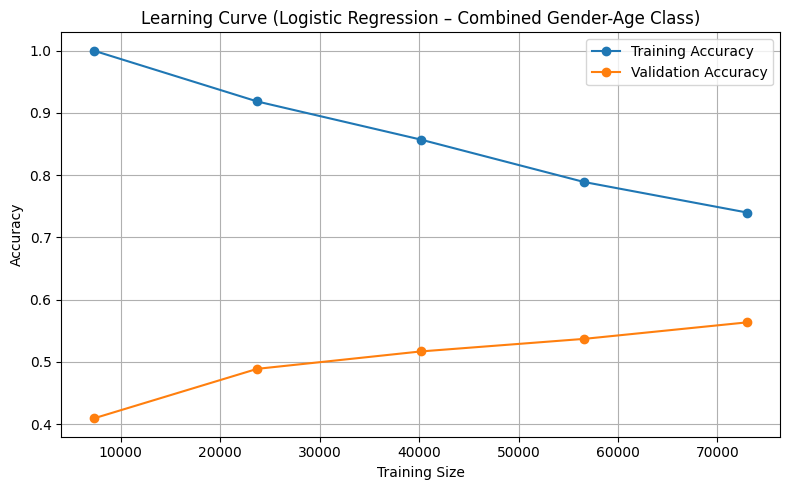 Learning Curve (Logistic Regression – Combined Gender-Age Class)
Training Accuracy
Validation Accuracy
1.0
0.9
0.8
0.7
0.6
0.5
0.4
Accuracy
10000 20000 30000 40000 50000 60000 70000
Training Size